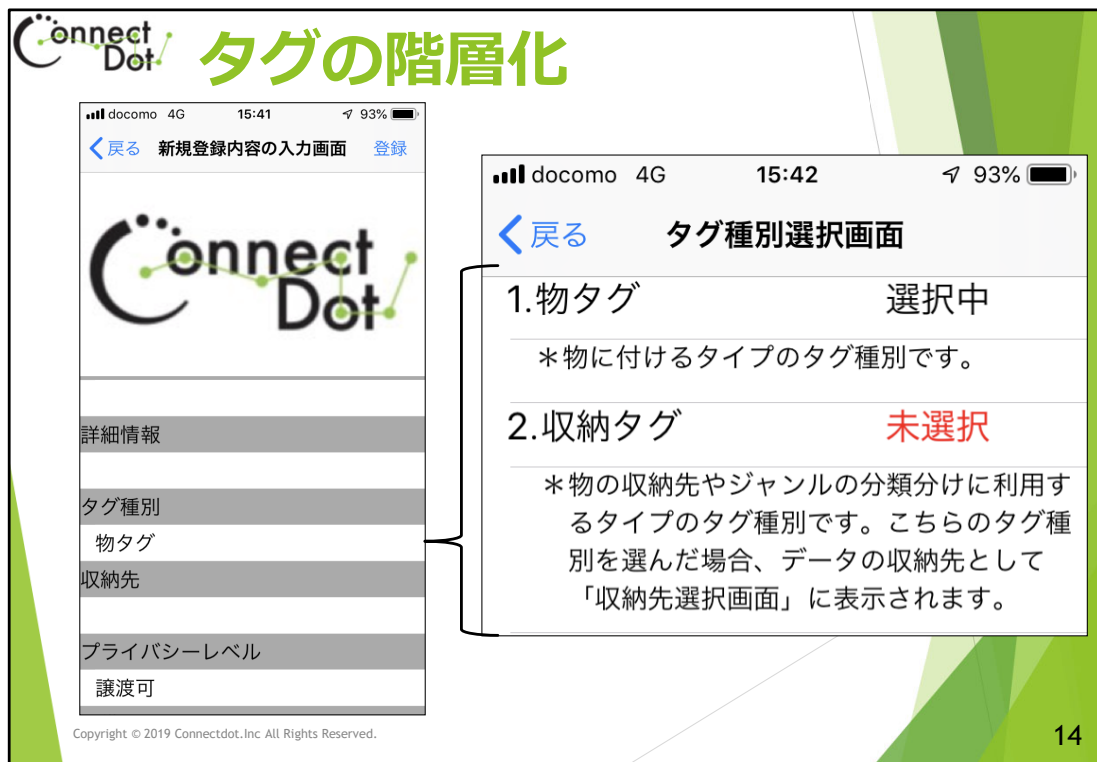 Connect
Dot
タグの階層化
docomo 4G 15:41 93%
戻る 新規登録内容の入力画面 登録
Connect
Dot
詳細情報
タグ種別
物タグ
収納先
プライバシーレベル
譲渡可
docomo 4G 15:42 93%
戻る タグ種別選択画面
1.物タグ 選択中
＊物に付けるタイプのタグ種別です。
2.収納タグ 未選択
＊物の収納先やジャンルの分類分けに利用す
るタイプのタグ種別です。こちらのタグ種
別を選んだ場合、データの収納先として
「収納先選択画面」に表示されます。
Copyright © 2019 Connectdot.Inc All Rights Reserved.
14